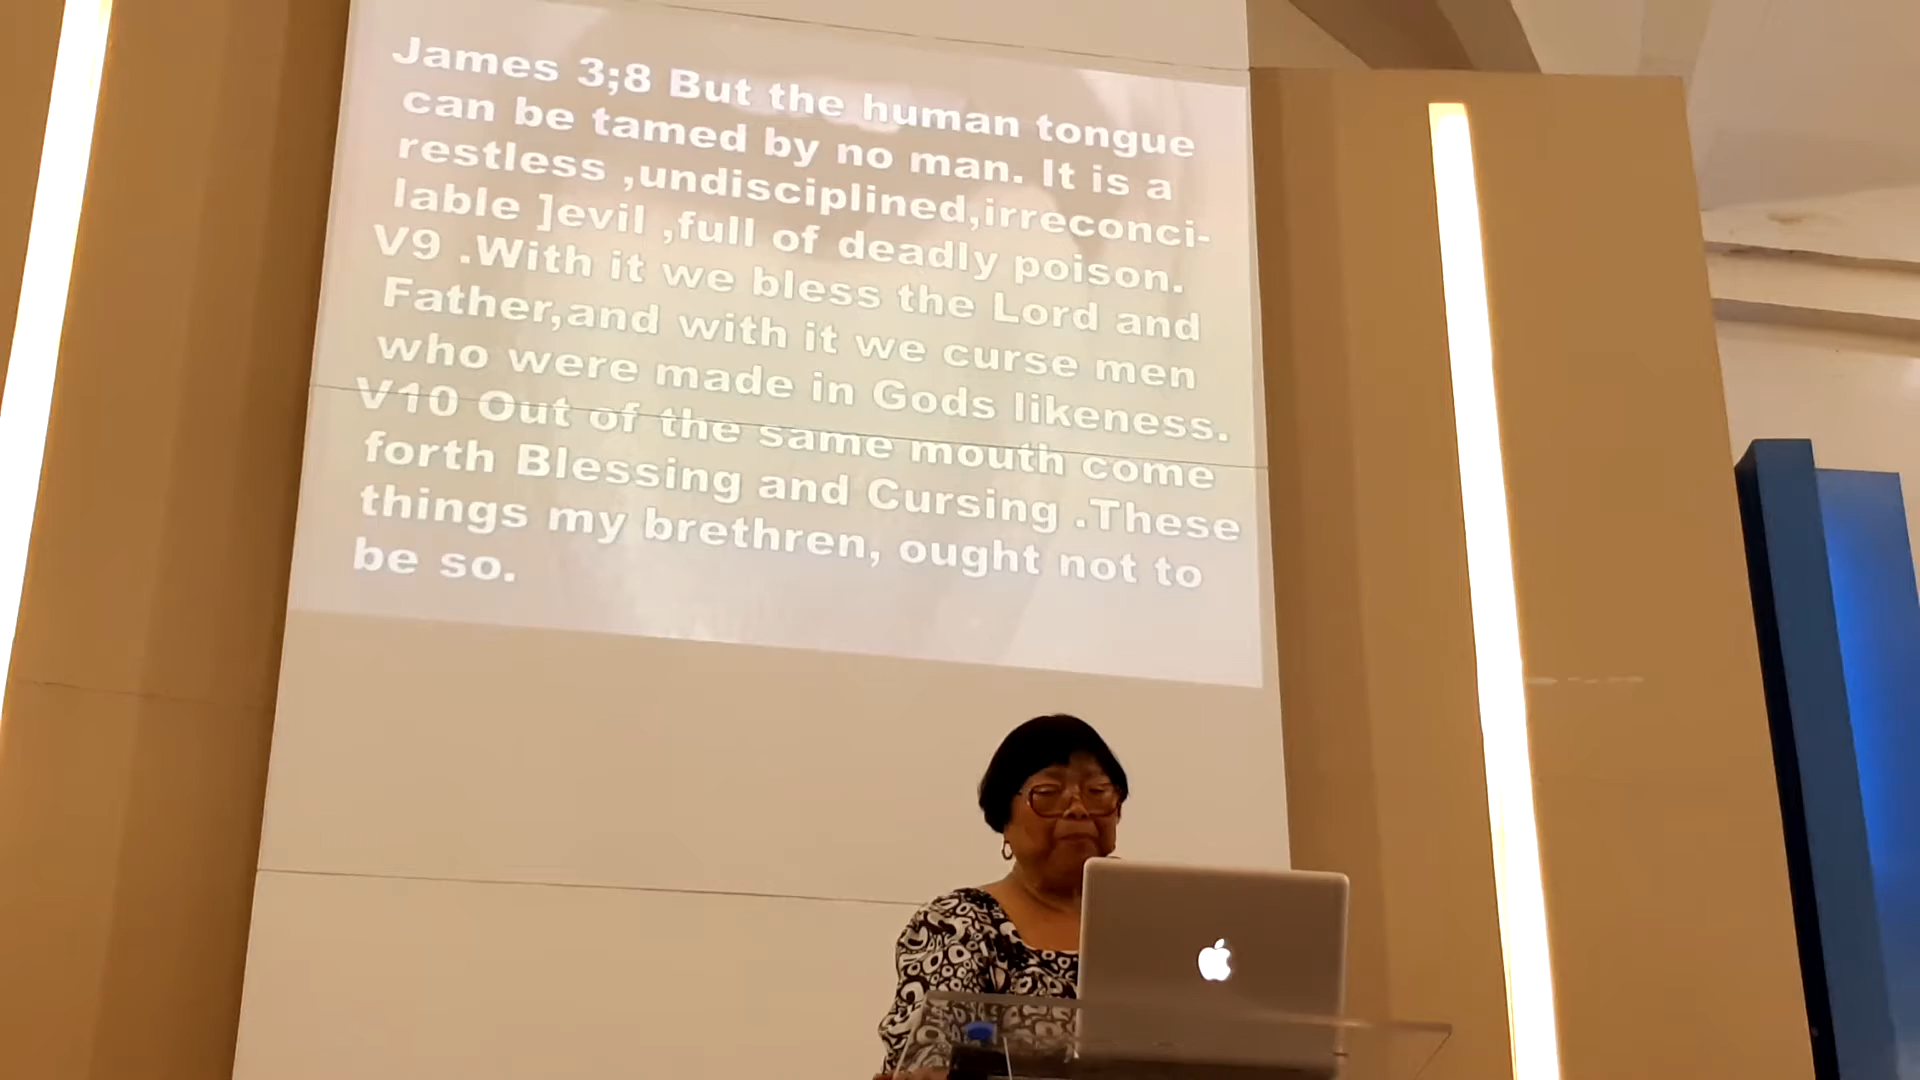 James 3;8 But the human tongue
can be tamed by no man. It is a
restless ,undisciplined,irreconci-
lable ]evil ,full of deadly poison.
V9 .With it we bless the Lord and
Father,and with it we curse men
who were made in Gods likeness.
V10 Out of the same mouth come
forth Blessing and Cursing .These
things my brethren, ought not to
be so.